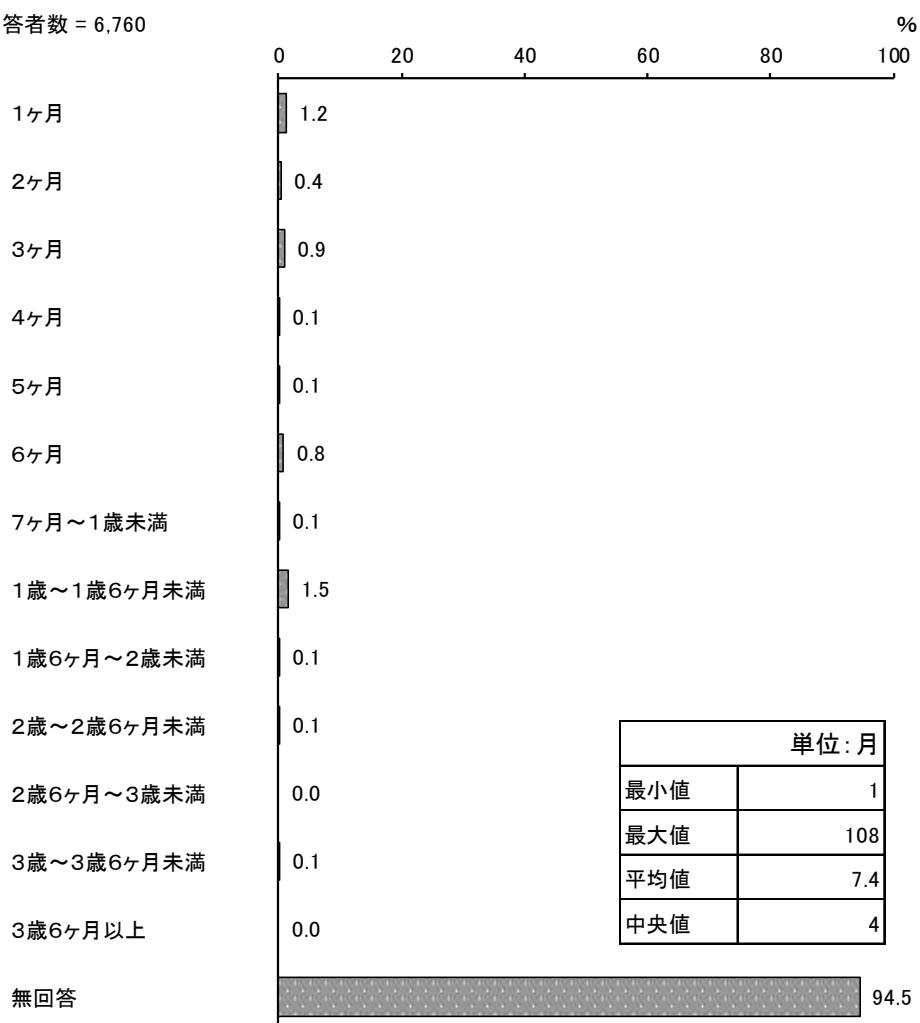 答者数 = 6,760
%
0 20 40 60 80 100
1ヶ月 1.2
2ヶ月 0.4
3ヶ月 0.9
4ヶ月 0.1
5ヶ月 0.1
6ヶ月 0.8
7ヶ月～1歳未満 0.1
1歳～1歳6ヶ月未満 1.5
1歳6ヶ月～2歳未満 0.1
2歳～2歳6ヶ月未満 0.1
2歳6ヶ月～3歳未満 0.0
3歳～3歳6ヶ月未満 0.1
3歳6ヶ月以上 0.0
無回答 94.5
単位:月
最小値 1
最大値 108
平均値 7.4
中央値 4